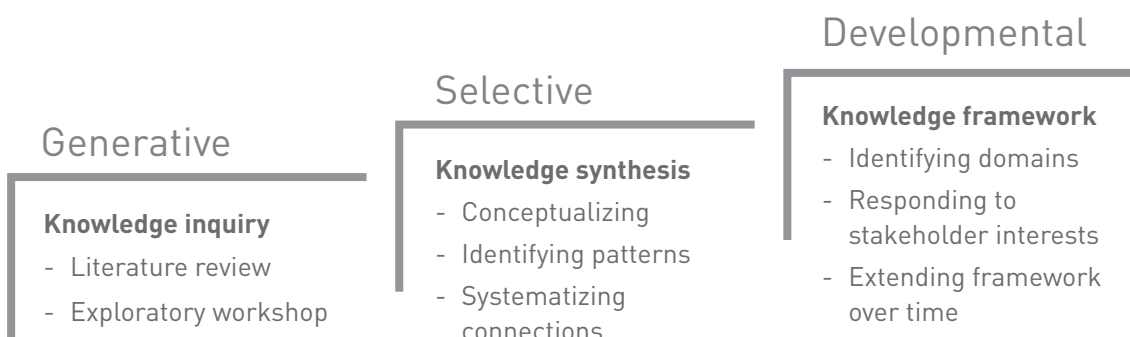 Generative
Knowledge inquiry
- Literature review
- Exploratory workshop
Selective
Knowledge synthesis
- Conceptualizing
- Identifying patterns
- Systematizing
connections
Developmental
Knowledge framework
- Identifying domains
- Responding to
stakeholder interests
- Extending framework
over time